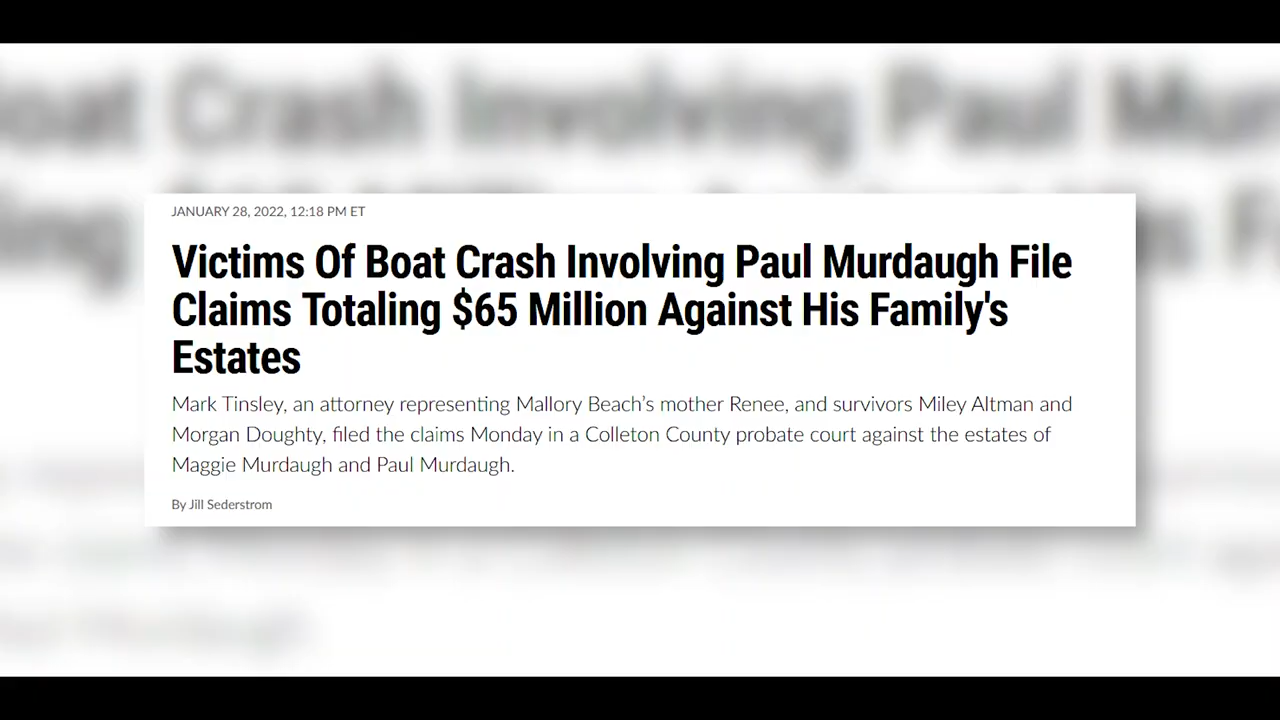 JANUARY 28, 2022, 12:18 PM ET
Victims Of Boat Crash Involving Paul Murdaugh File
Claims Totaling $65 Million Against His Family's
Estates
Mark Tinsley, an attorney representing Mallory Beach’s mother Renee, and survivors Miley Altman and
Morgan Doughty, filed the claims Monday in a Colleton County probate court against the estates of
Maggie Murdaugh and Paul Murdaugh.
By Jill Sederstrom